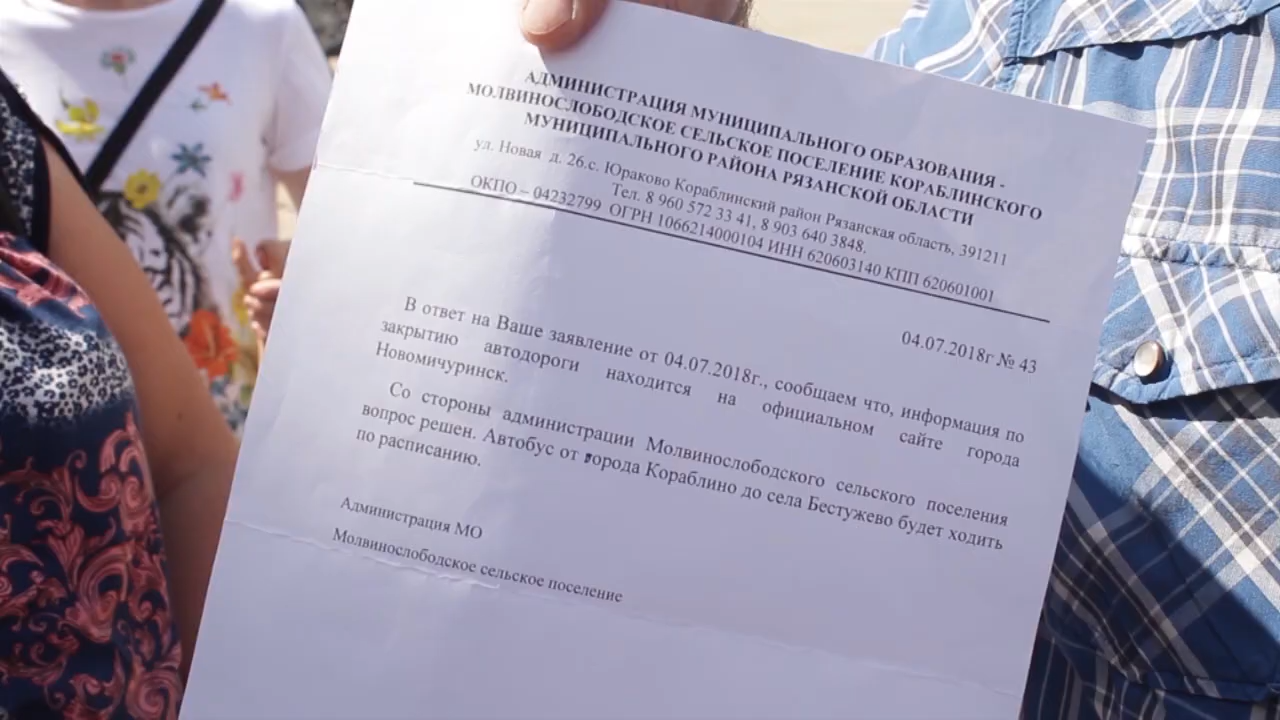 АДМИНИСТРАЦИЯ МУНИЦИПАЛЬНОГО ОБРАЗОВАНИЯ -
МОЛВИНОСЛОБОДСКОЕ СЕЛЬСКОЕ ПОСЕЛЕНИЕ КОРАБЛИНСКОГО
МУНИЦИПАЛЬНОГО РАЙОНА РЯЗАНСКОЙ ОБЛАСТИ
ул. Новая д. 26.с. Юраково Кораблинский район Рязанская область, 391211
Тел. 8 960 572 33 41, 8 903 640 3848.
ОКПО – 04232799 ОГРН 1066214000104 ИНН 620603140 КПП 620601001
04.07.2018г № 43
В ответ на Ваше заявление от 04.07.2018г., сообщаем что, информация по
закрытию автодороги находится на официальном сайте города
Новомичуринск.
Со стороны администрации Молвинослободского сельского поселения
вопрос решен. Автобус от города Кораблино до села Бестужево будет ходить
по расписанию.
Администрация МО
Молвинослободское сельское поселение